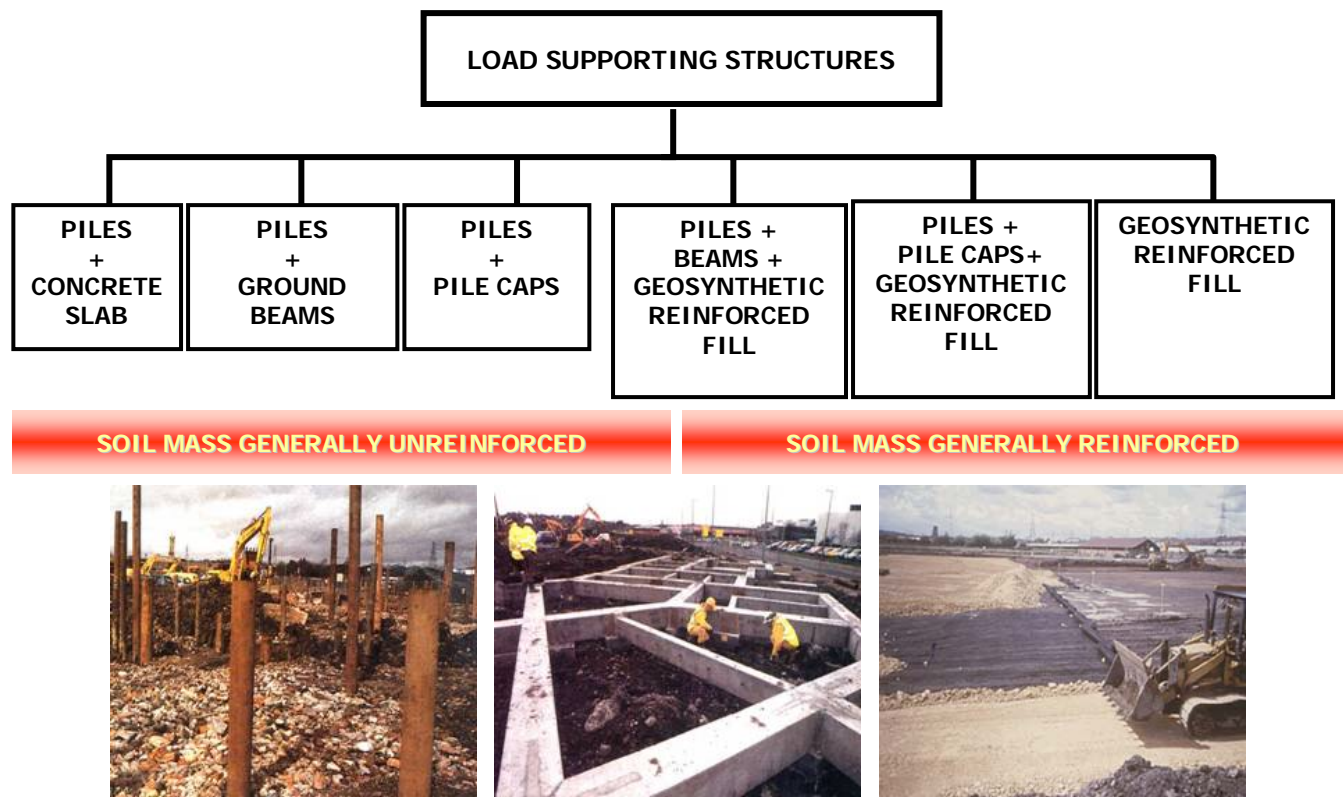 LOAD SUPPORTING STRUCTURES
PILES
+
CONCRETE
SLAB
PILES
+
GROUND
BEAMS
PILES
+
PILE CAPS
PILES +
BEAMS +
GEOSYNTHETIC
REINFORCED
FILL
PILES +
PILE CAPS+
GEOSYNTHETIC
REINFORCED
FILL
GEOSYNTHETIC
REINFORCED
FILL
SOIL MASS GENERALLY UNREINFORCED
SOIL MASS GENERALLY REINFORCED